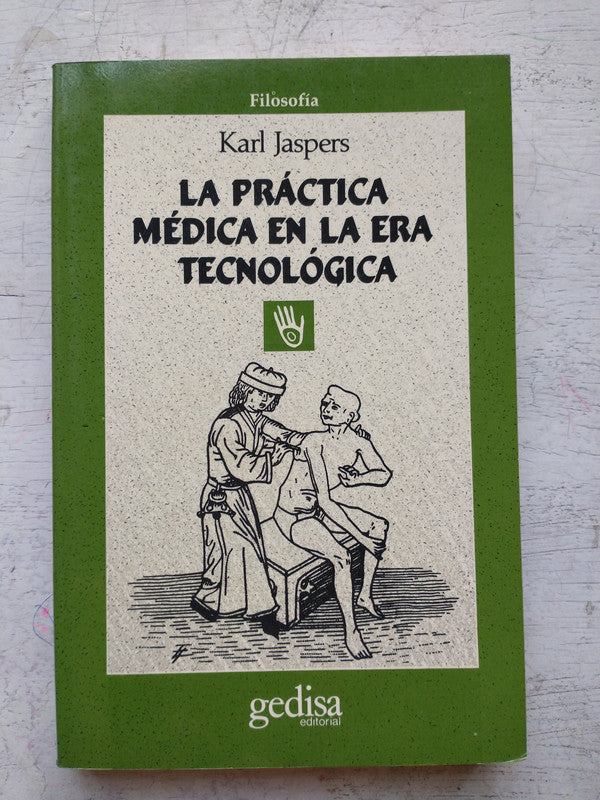 Filosofía
Karl Jaspers
LA PRÁCTICA
MÉDICA EN LA ERA
TECNOLÓGICA
gedisa
editorial